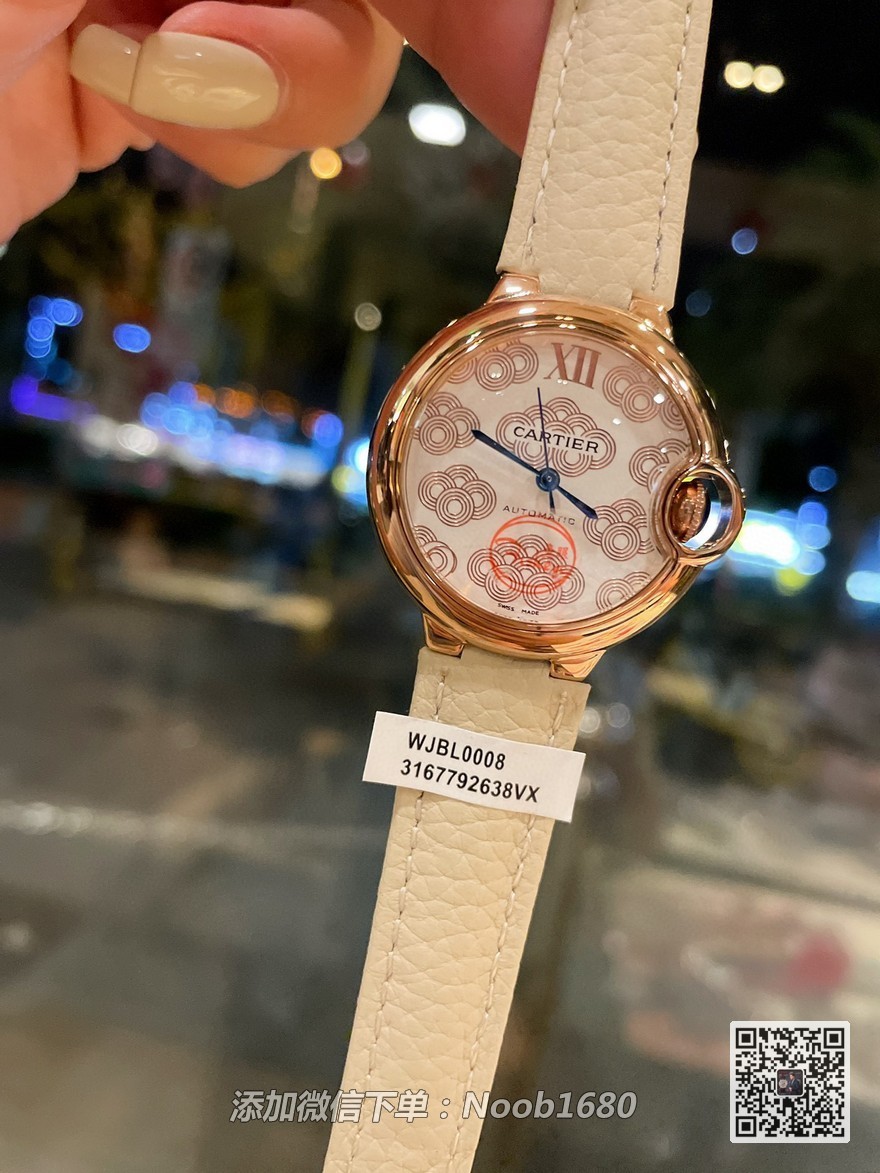 XII
CARTIER
AUTOMATIC
SWISS MADE
WJBL0008
3167792638VX
添加微信下单：Noob1680